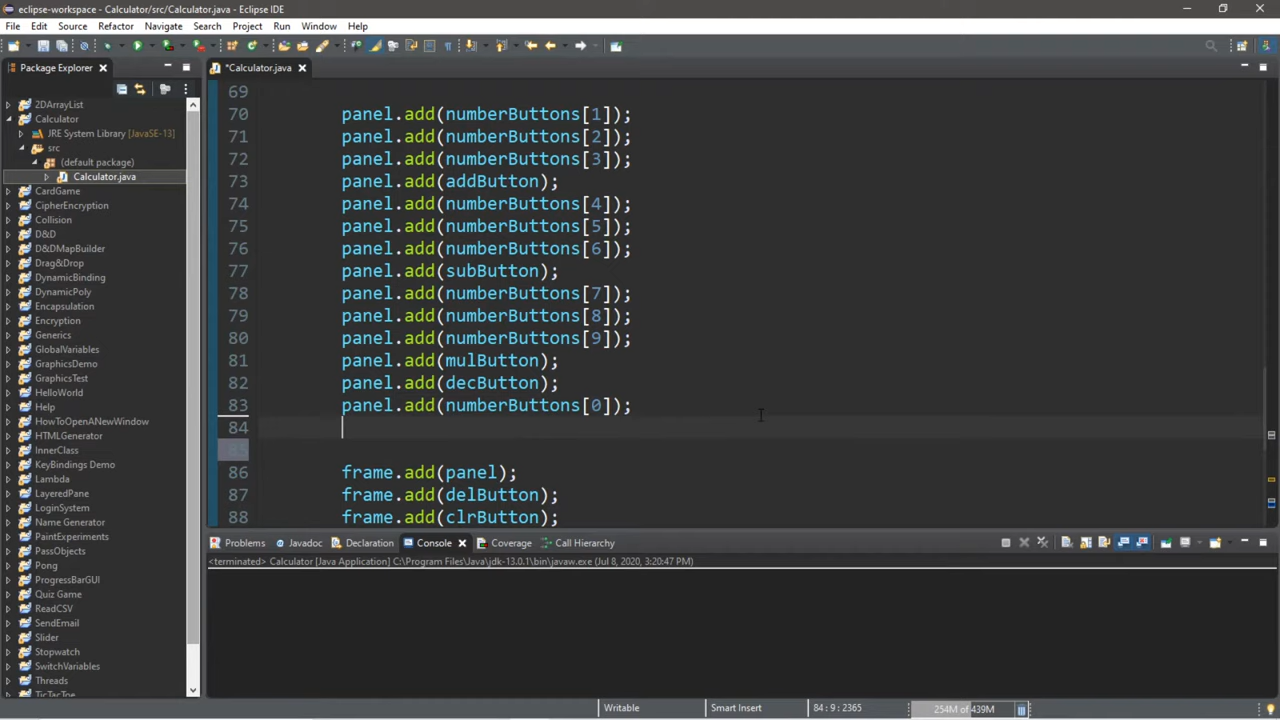 eclipse-workspace - Calculator/src/Calculator.java - Eclipse IDE
File Edit Source Refactor Navigate Search Project Run Window Help
Package Explorer
*Calculator.java
2DArrayList
Calculator
JRE System Library [JavaSE-13]
src
(default package)
Calculator.java
CardGame
CipherEncryption
Collision
D&D
D&DMapBuilder
Drag&Drop
DynamicBinding
DynamicPoly
Encapsulation
Encryption
Generics
GlobalVariables
GraphicsDemo
GraphicsTest
HelloWorld
Help
HowToOpenANewWindow
HTMLGenerator
InnerClass
KeyBindings Demo
Lambda
LayeredPane
LoginSystem
Name Generator
PaintExperiments
PassObjects
Pong
ProgressBarGUI
Quiz Game
ReadCSV
SendEmail
Slider
Stopwatch
SwitchVariables
Threads
TicTacToe
69
70 panel.add(numberButtons[1]);
71 panel.add(numberButtons[2]);
72 panel.add(numberButtons[3]);
73 panel.add(addButton);
74 panel.add(numberButtons[4]);
75 panel.add(numberButtons[5]);
76 panel.add(numberButtons[6]);
77 panel.add(subButton);
78 panel.add(numberButtons[7]);
79 panel.add(numberButtons[8]);
80 panel.add(numberButtons[9]);
81 panel.add(mulButton);
82 panel.add(decButton);
83 panel.add(numberButtons[0]);
84
85
86 frame.add(panel);
87 frame.add(delButton);
88 frame.add(clrButton);
Problems Javadoc Declaration Console Coverage Call Hierarchy
<terminated> Calculator [Java Application] C:\Program Files\Java\jdk-13.0.1\bin\javaw.exe (Jul 8, 2020, 3:20:47 PM)
Writable Smart Insert 84 : 9 : 2365 254M of 439M